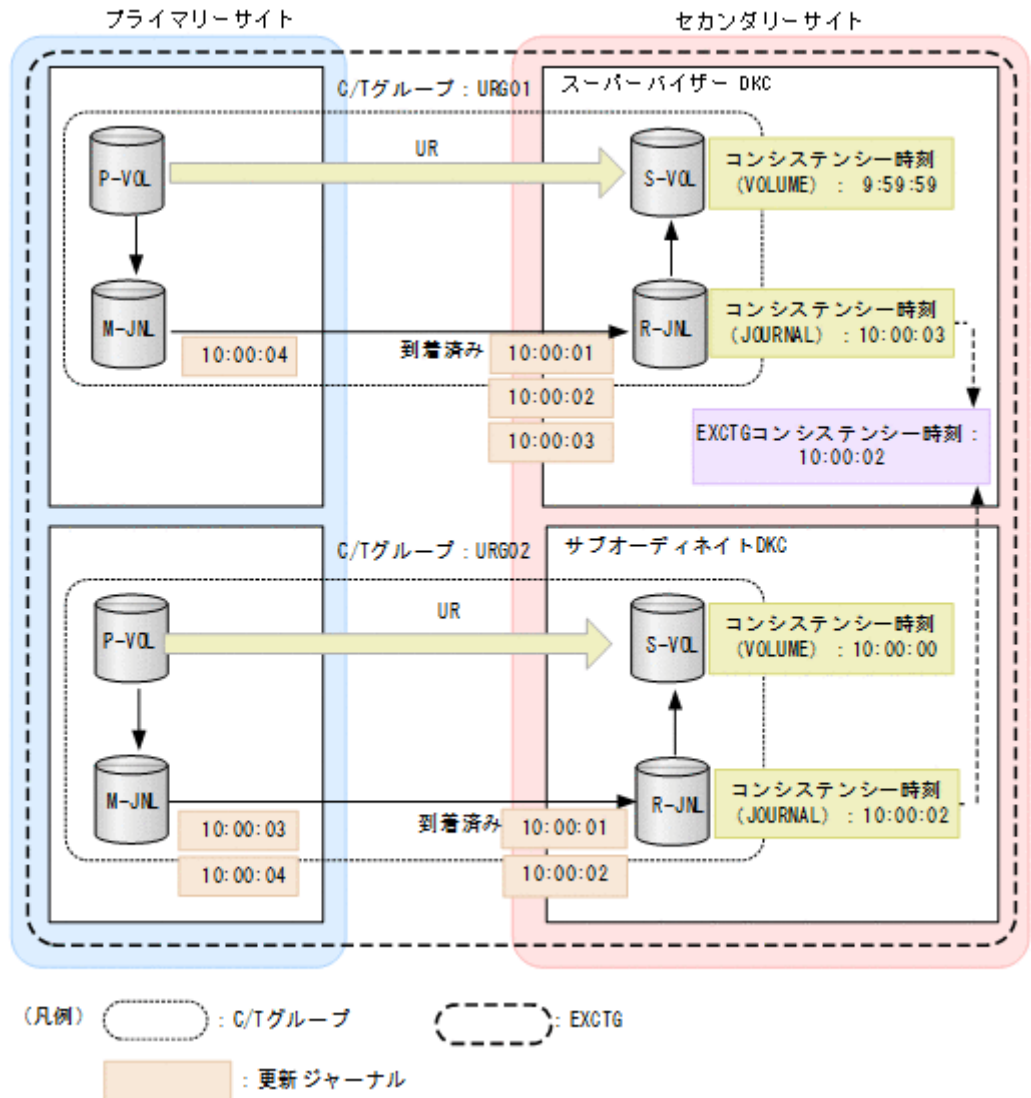 プライマリーサイト
セカンダリーサイト
C/Tグループ：URG01
スーパーバイザー DKC
P-VOL
UR
S-VOL
コンシステンシー時刻
(VOLUME) : 9:59:59
M-JNL
10:00:04
到着済み
10:00:01
10:00:02
10:00:03
R-JNL
コンシステンシー時刻
(JOURNAL) : 10:00:03
EXCTGコンシステンシー時刻：
10:00:02
C/Tグループ：URG02
サブオーディネイトDKC
P-VOL
UR
S-VOL
コンシステンシー時刻
(VOLUME) : 10:00:00
M-JNL
10:00:03
10:00:04
到着済み
10:00:01
10:00:02
R-JNL
コンシステンシー時刻
(JOURNAL) : 10:00:02
(凡例)
: C/Tグループ
: EXCTG
: 更新ジャーナル